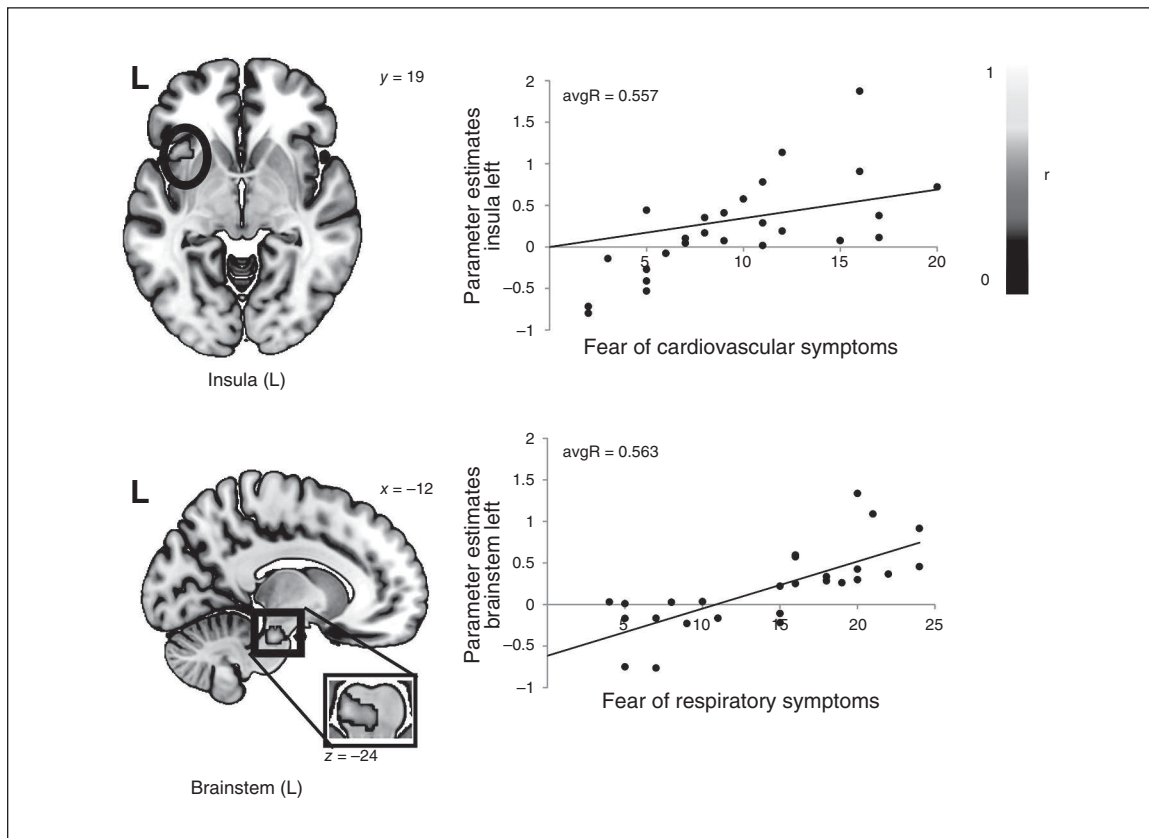 L
y = 19
Insula (L)
avgR = 0.557
Parameter estimates
insula left
2
1.5
1
0.5
0
−0.5
−1
5
10
15
20
Fear of cardiovascular symptoms
1
r
0
L
x = −12
z = −24
Brainstem (L)
avgR = 0.563
Parameter estimates
brainstem left
2
1.5
1
0.5
0
−0.5
−1
5
10
15
20
25
Fear of respiratory symptoms